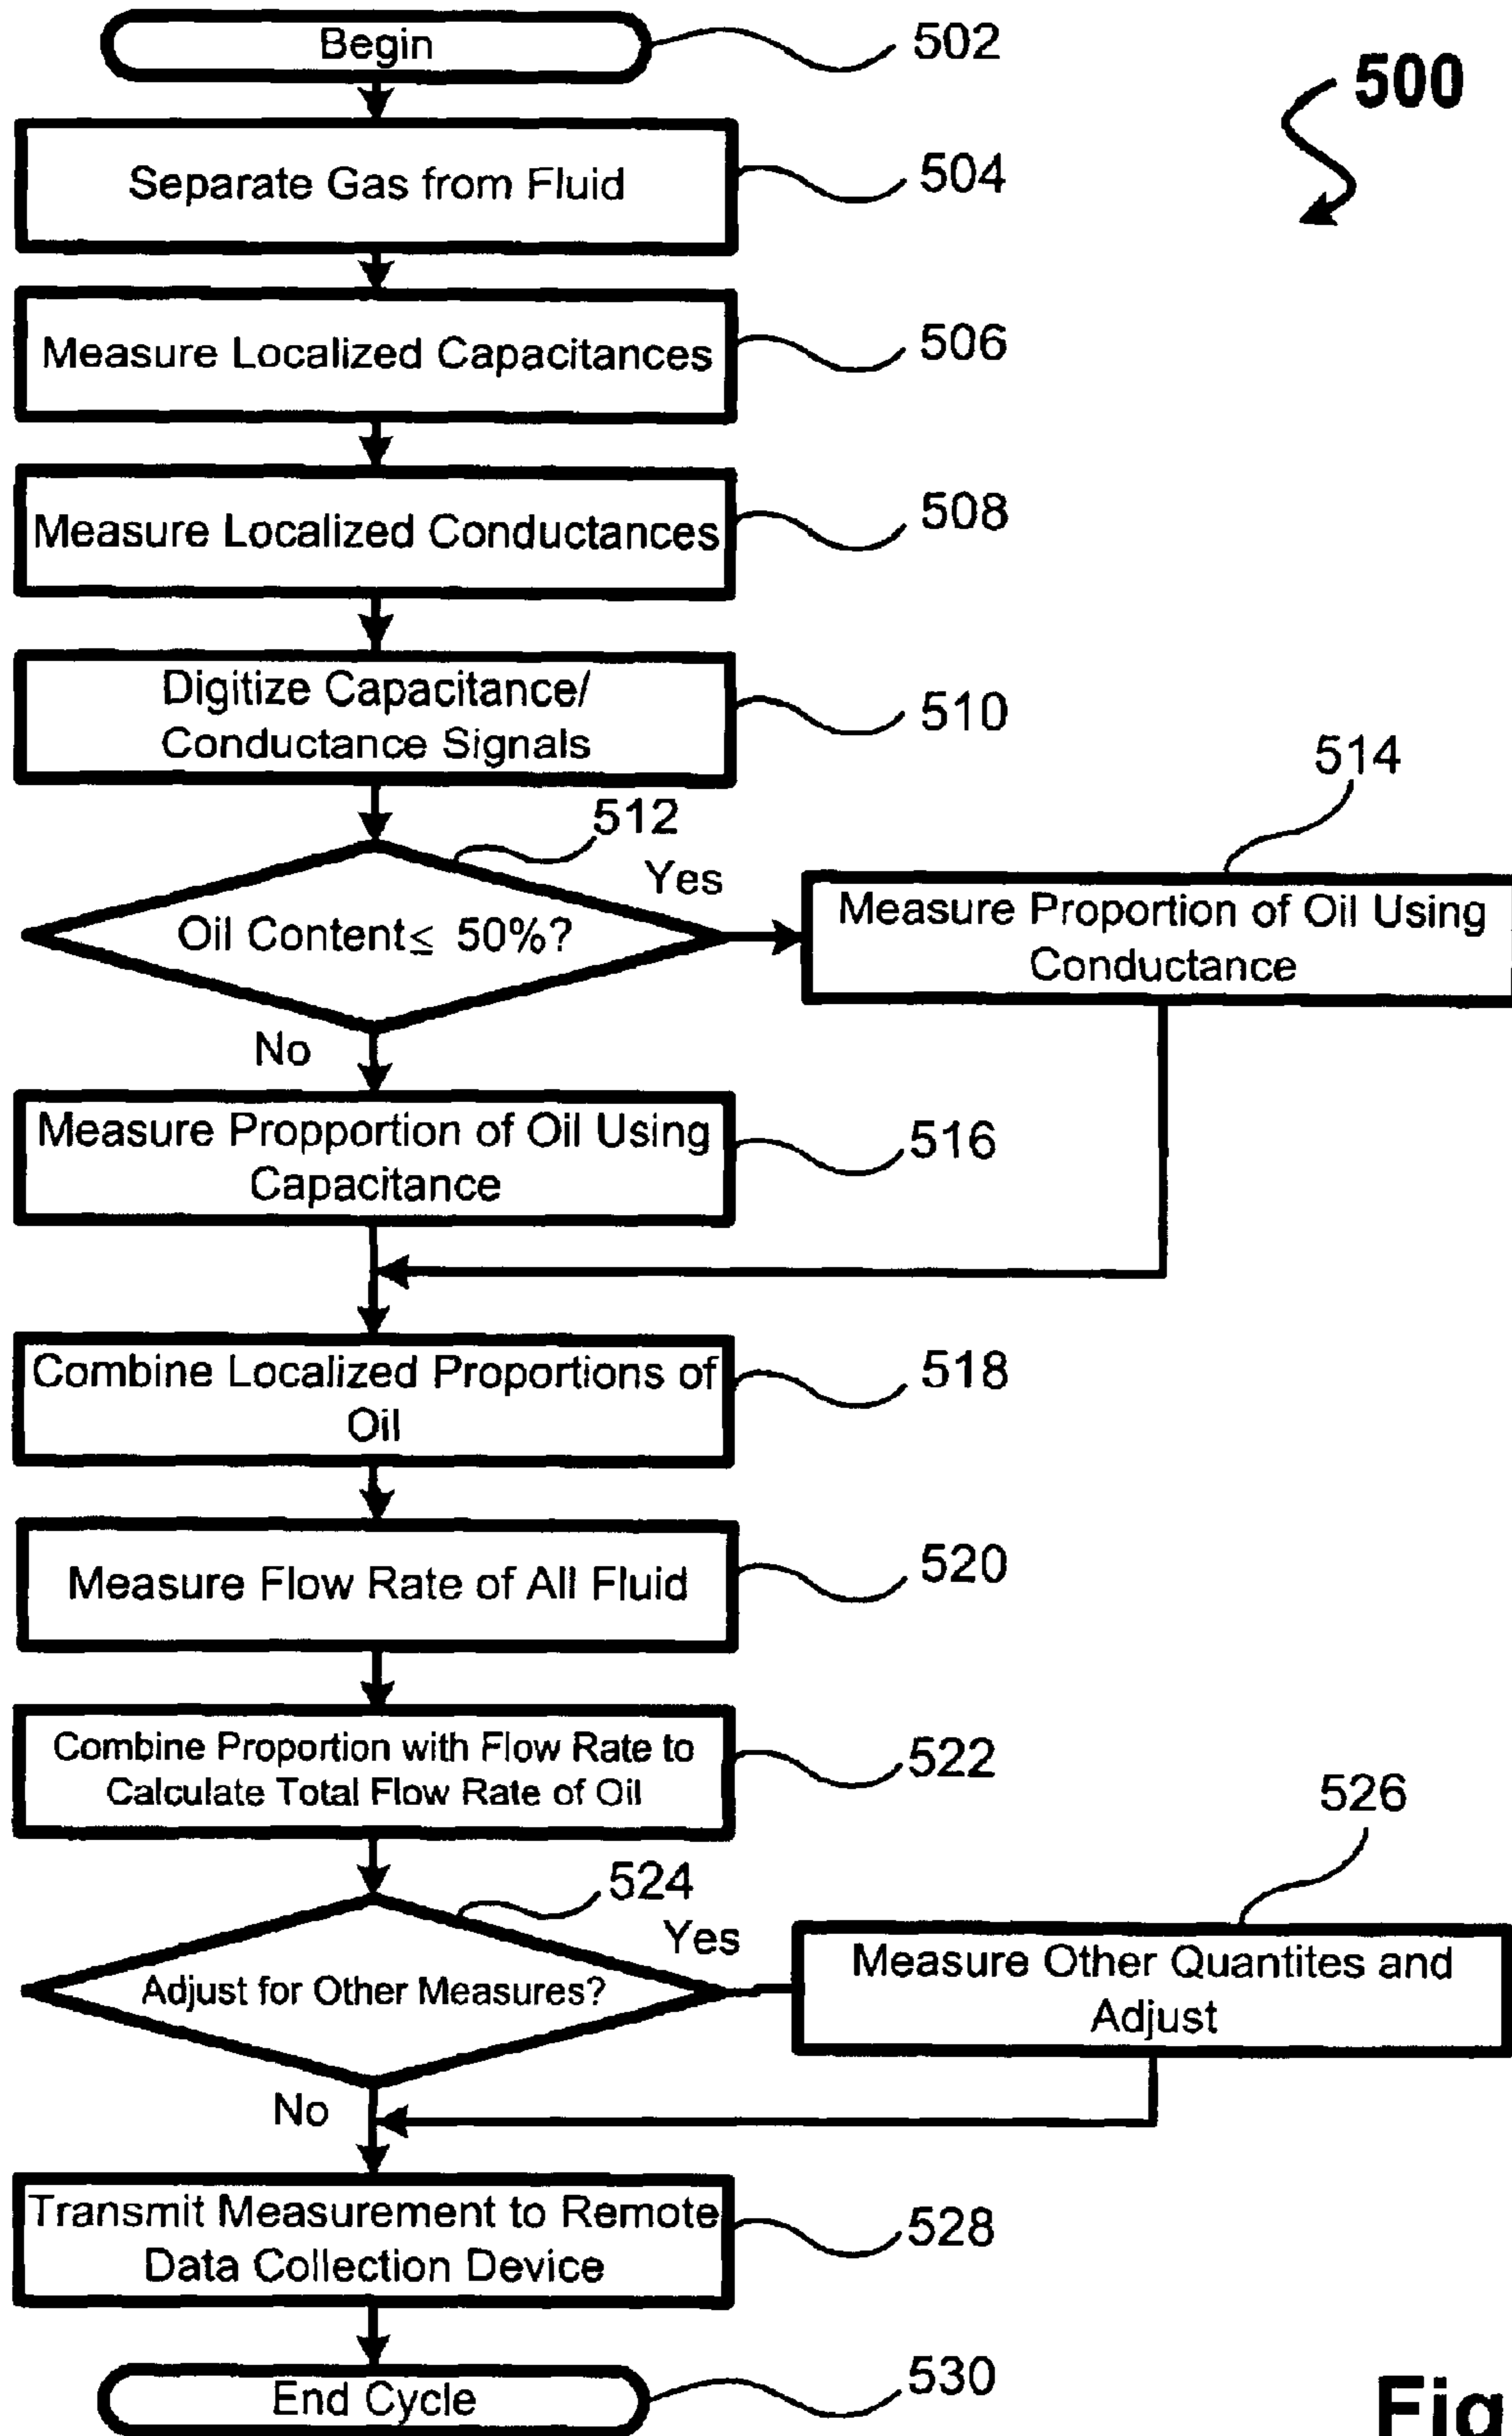 Begin
502
500
Separate Gas from Fluid
504
Measure Localized Capacitances
506
Measure Localized Conductances
508
Digitize Capacitance/
Conductance Signals
510
512
Oil Content≤ 50%?
Yes
514
Measure Proportion of Oil Using
Conductance
No
Measure Propportion of Oil Using
Capacitance
516
Combine Localized Proportions of
Oil
518
Measure Flow Rate of All Fluid
520
Combine Proportion with Flow Rate to
Calculate Total Flow Rate of Oil
522
524
Adjust for Other Measures?
Yes
526
Measure Other Quantites and
Adjust
No
Transmit Measurement to Remote
Data Collection Device
528
End Cycle
530
Fig